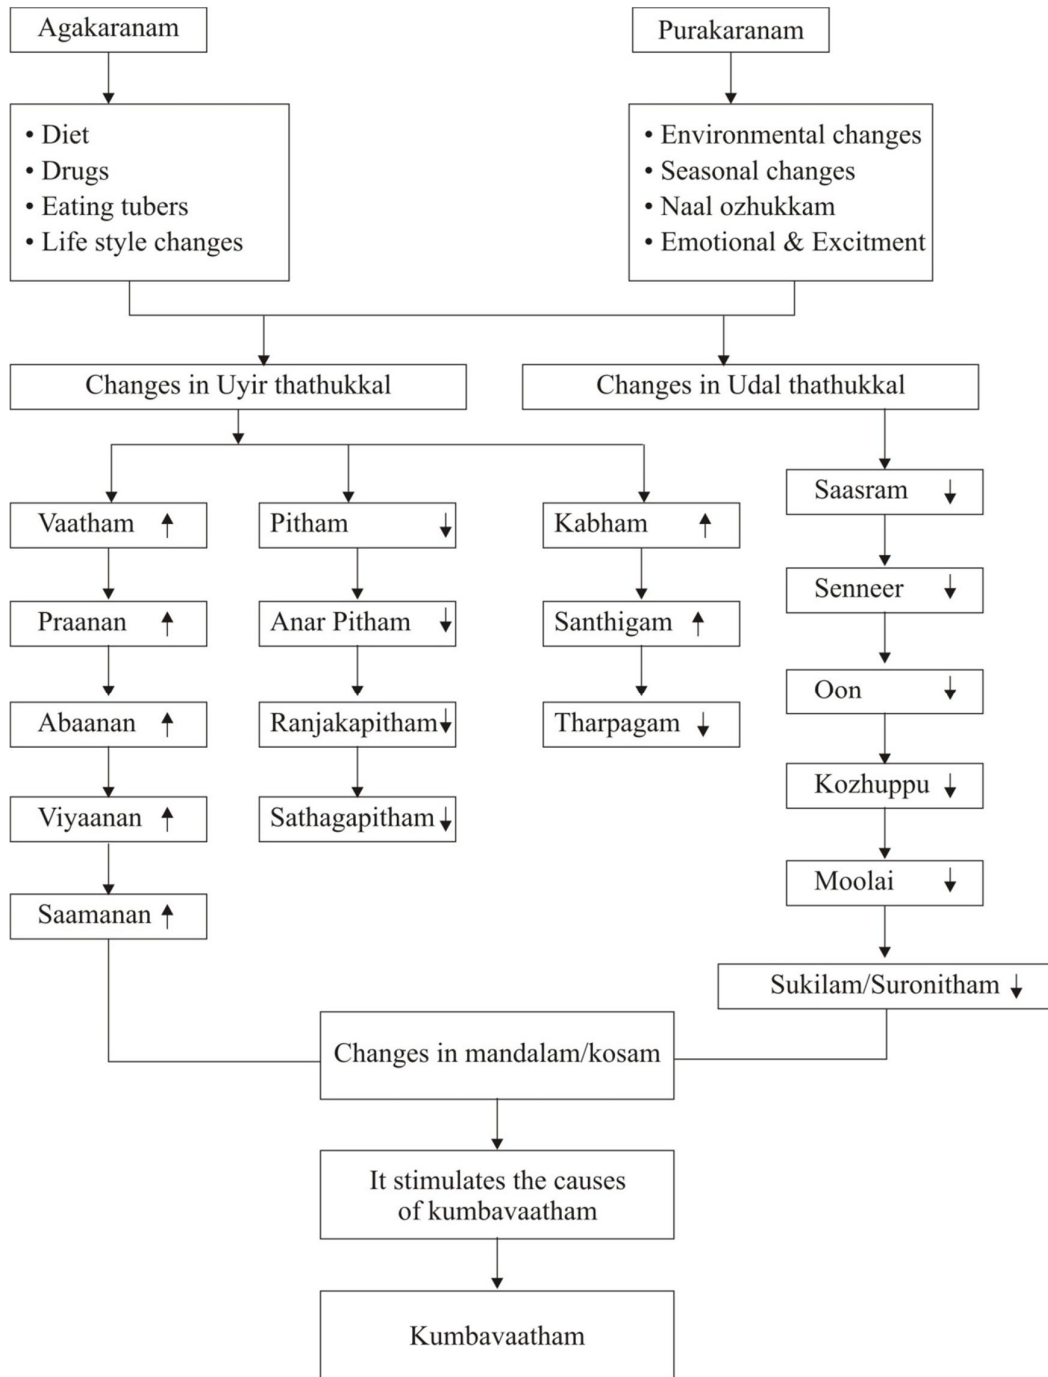 Agakaranam
Purakaranam
• Diet
• Drugs
• Eating tubers
• Life style changes
• Environmental changes
• Seasonal changes
• Naal ozhukkam
• Emotional & Excitment
Changes in Uyir thathukkal
Changes in Udal thathukkal
Vaatham ↑
Praanan ↑
Abaanan ↑
Viyaanan ↑
Saamanan ↑
Pitham ↓
Anar Pitham ↓
Ranjakapitham ↓
Sathagapitham ↓
Kabham ↑
Santhigam ↑
Tharpagam ↓
Saasram ↓
Senneer ↓
Oon ↓
Kozhuppu ↓
Moolai ↓
Sukilam/Suronitham ↓
Changes in mandalam/kosam
It stimulates the causes
of kumbavaatham
Kumbavaatham